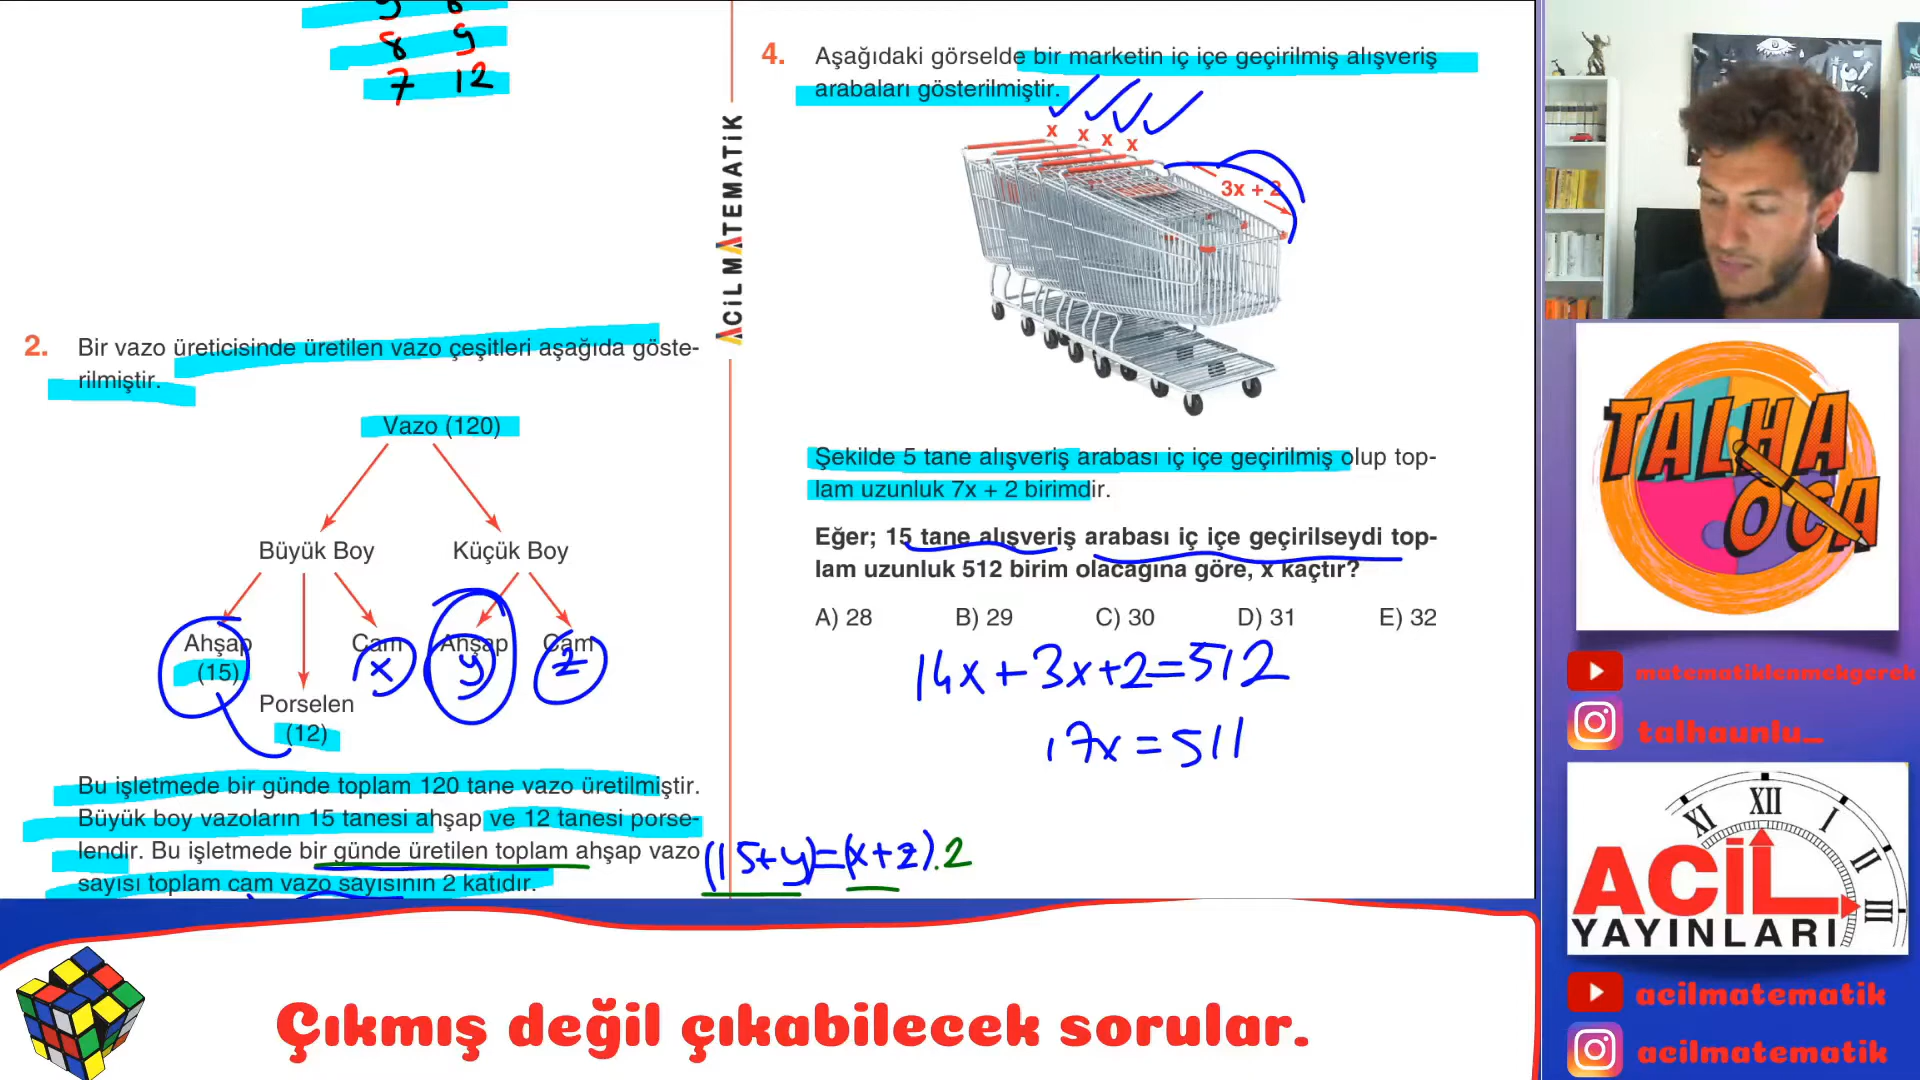 8 9
7 12
2. Bir vazo üreticisinde üretilen vazo çeşitleri aşağıda göste-
rilmiştir.
Vazo (120)
Büyük Boy Küçük Boy
Ahşap Cam Ahşap Cam
(15) x y z
Porselen
(12)
Bu işletmede bir günde toplam 120 tane vazo üretilmiştir.
Büyük boy vazoların 15 tanesi ahşap ve 12 tanesi porse-
lendir. Bu işletmede bir günde üretilen toplam ahşap vazo
sayısı toplam cam vazo sayısının 2 katıdır.
(15+y)=(x+z).2
ACİL MATEMATİK
4. Aşağıdaki görselde bir marketin iç içe geçirilmiş alışveriş
arabaları gösterilmiştir.
x x x x
3x + 2
Şekilde 5 tane alışveriş arabası iç içe geçirilmiş olup top-
lam uzunluk 7x + 2 birimdir.
Eğer; 15 tane alışveriş arabası iç içe geçirilseydi top-
lam uzunluk 512 birim olacağına göre, x kaçtır?
A) 28 B) 29 C) 30 D) 31 E) 32
14x+3x+2=512
17x=511
TALHA
OCA
matematiklenmekgerek
talhaunlu_
XI XII I II III
ACİL
YAYINLARI
acilmatematik
acilmatematik
Çıkmış değil çıkabilecek sorular.